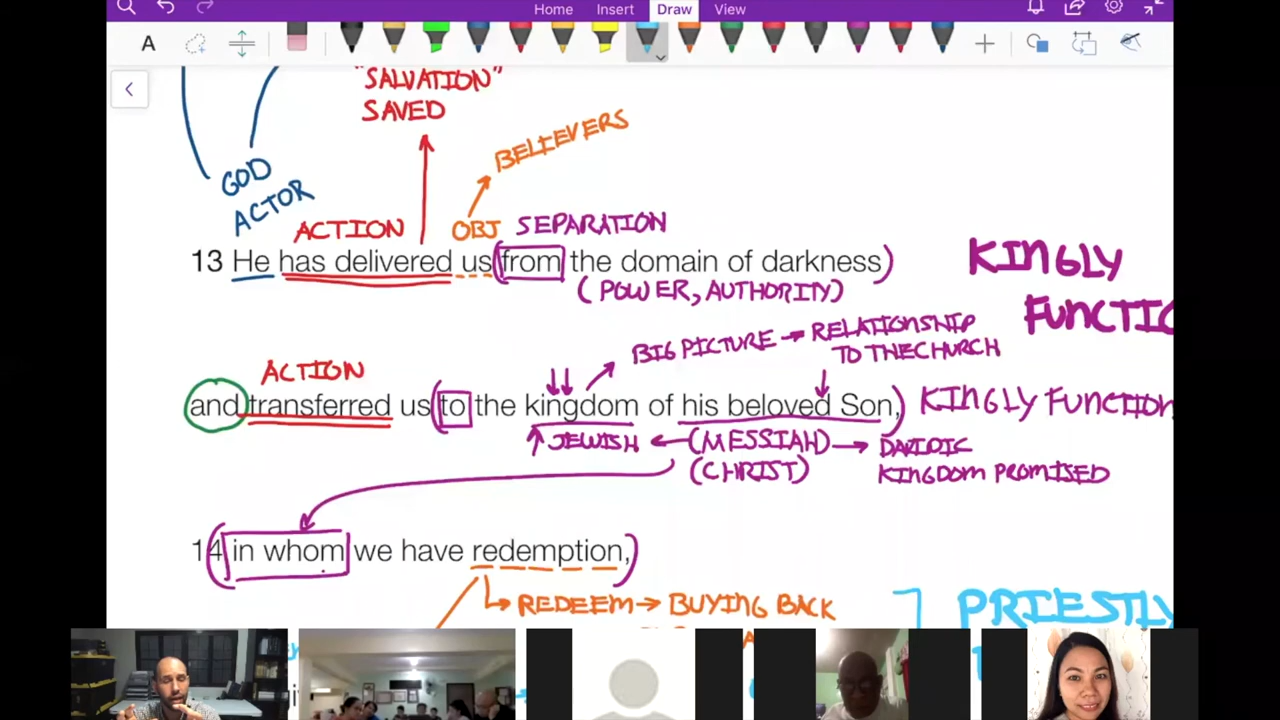 Home Insert Draw View
A
"SALVATION"
SAVED
BELIEVERS
GOD
ACTOR
ACTION OBJ SEPARATION
13 He has delivered us (from the domain of darkness)
(POWER, AUTHORITY)
KINGLY
FUNCTIO
BIG PICTURE → RELATIONSHIP
TO THE CHURCH
ACTION
and transferred us (to the kingdom of his beloved Son,) KINGLY FUNCTION
JEWISH ← (MESSIAH) → DAVIDIC
(CHRIST) KINGDOM PROMISED
14 (in whom we have redemption,)
REDEEM → BUYING BACK
PRIESTLY